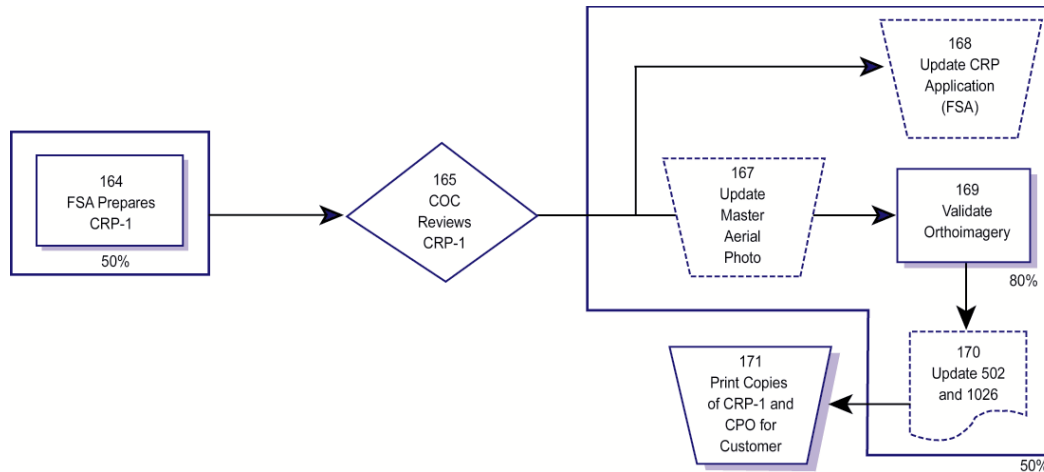 164
FSA Prepares
CRP-1
50%
165
COC
Reviews
CRP-1
168
Update CRP
Application
(FSA)
167
Update
Master
Aerial
Photo
169
Validate
Orthoimagery
80%
170
Update 502
and 1026
171
Print Copies
of CRP-1 and
CPO for
Customer
50%